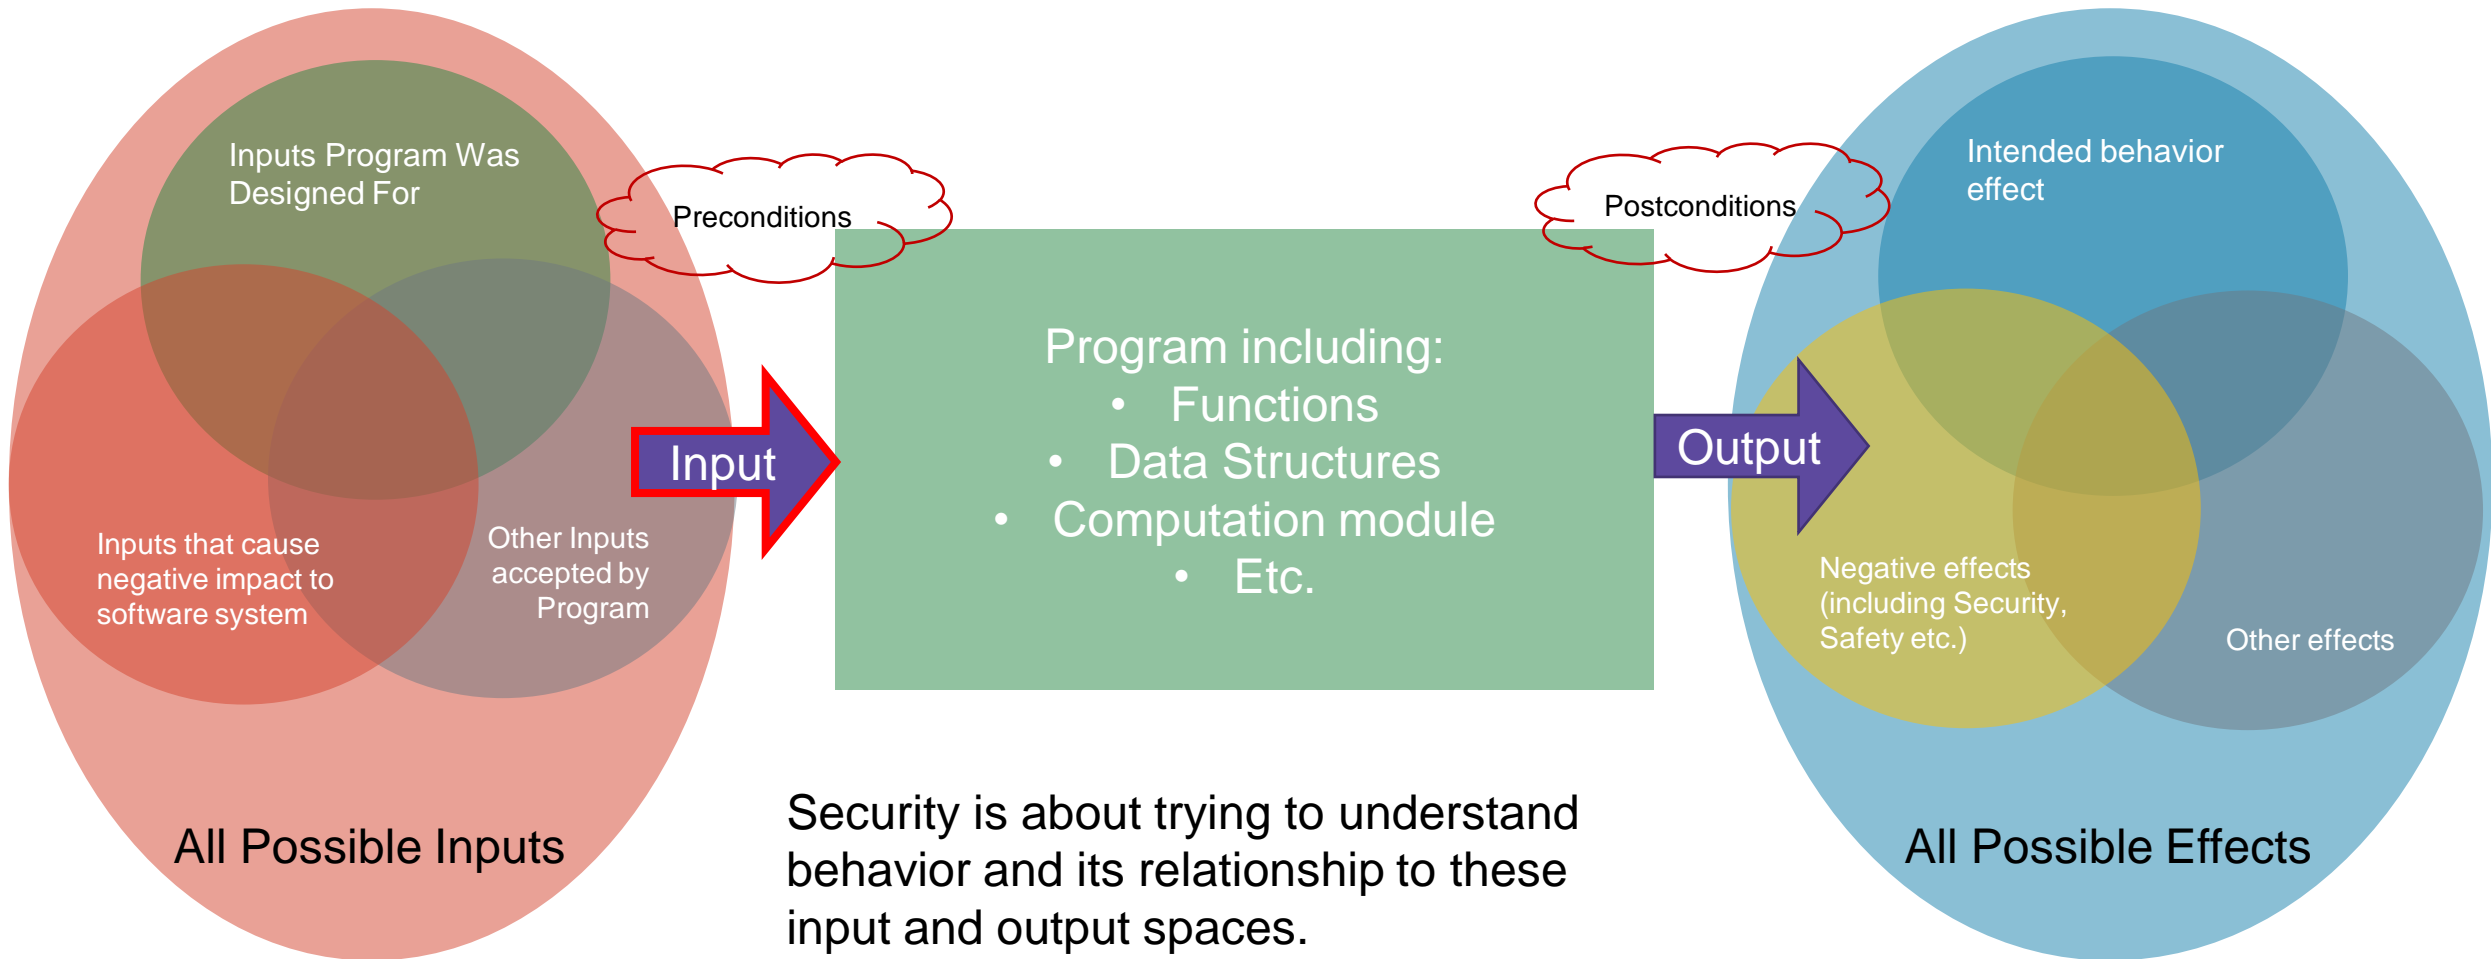 Inputs Program Was
Designed For
Inputs that cause
negative impact to
software system
Other Inputs
accepted by
Program
All Possible Inputs
Preconditions
Input
Program including:
• Functions
• Data Structures
• Computation module
• Etc.
Security is about trying to understand
behavior and its relationship to these
input and output spaces.
Postconditions
Output
Intended behavior
effect
Negative effects
(including Security,
Safety etc.)
Other effects
All Possible Effects